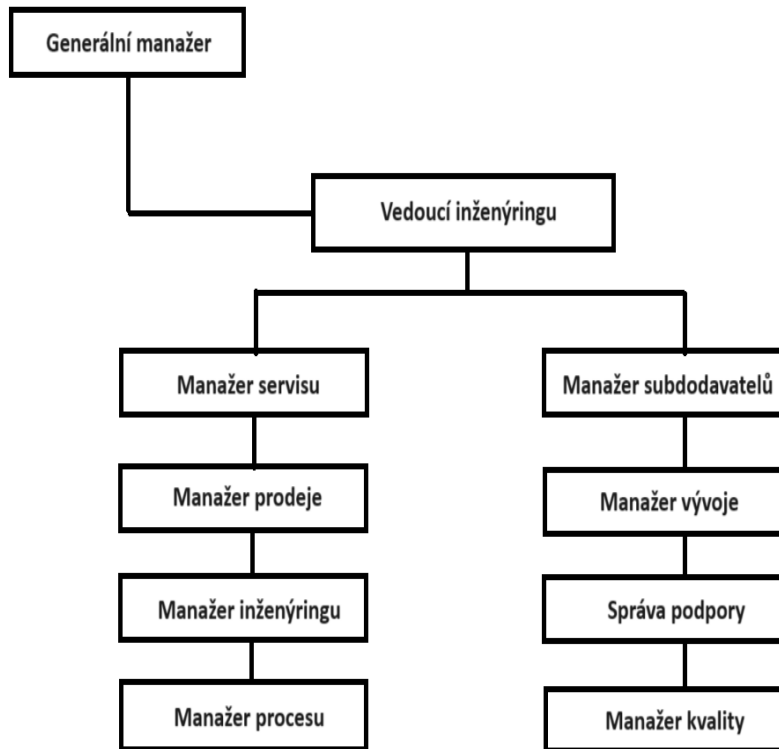 Generální manažer
Vedoucí inženýringu
Manažer servisu
Manažer subdodavatelů
Manažer prodeje
Manažer vývoje
Manažer inženýringu
Správa podpory
Manažer procesu
Manažer kvality